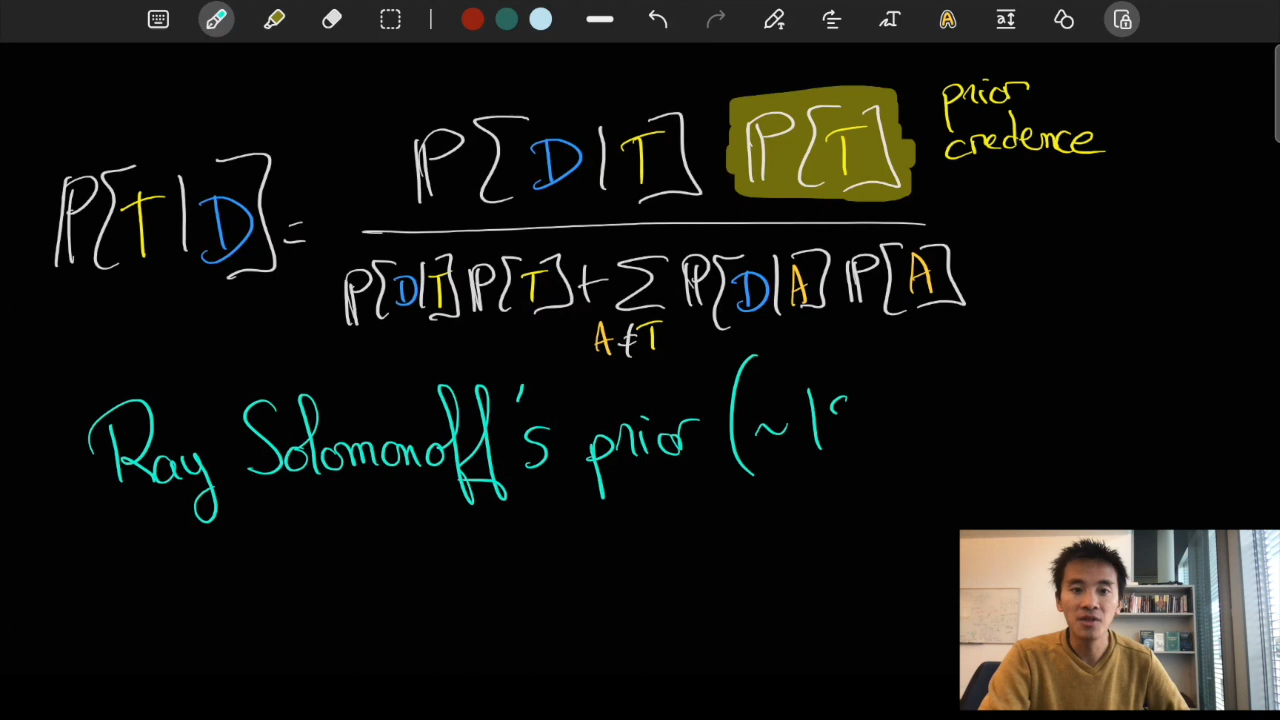 prior
credence
ℙ[T|D] = ℙ[D|T] ℙ[T]
ℙ[D|T] ℙ[T] + ∑ ℙ[D|A] ℙ[A]
A≠T
Ray Solomonoff's prior (~1